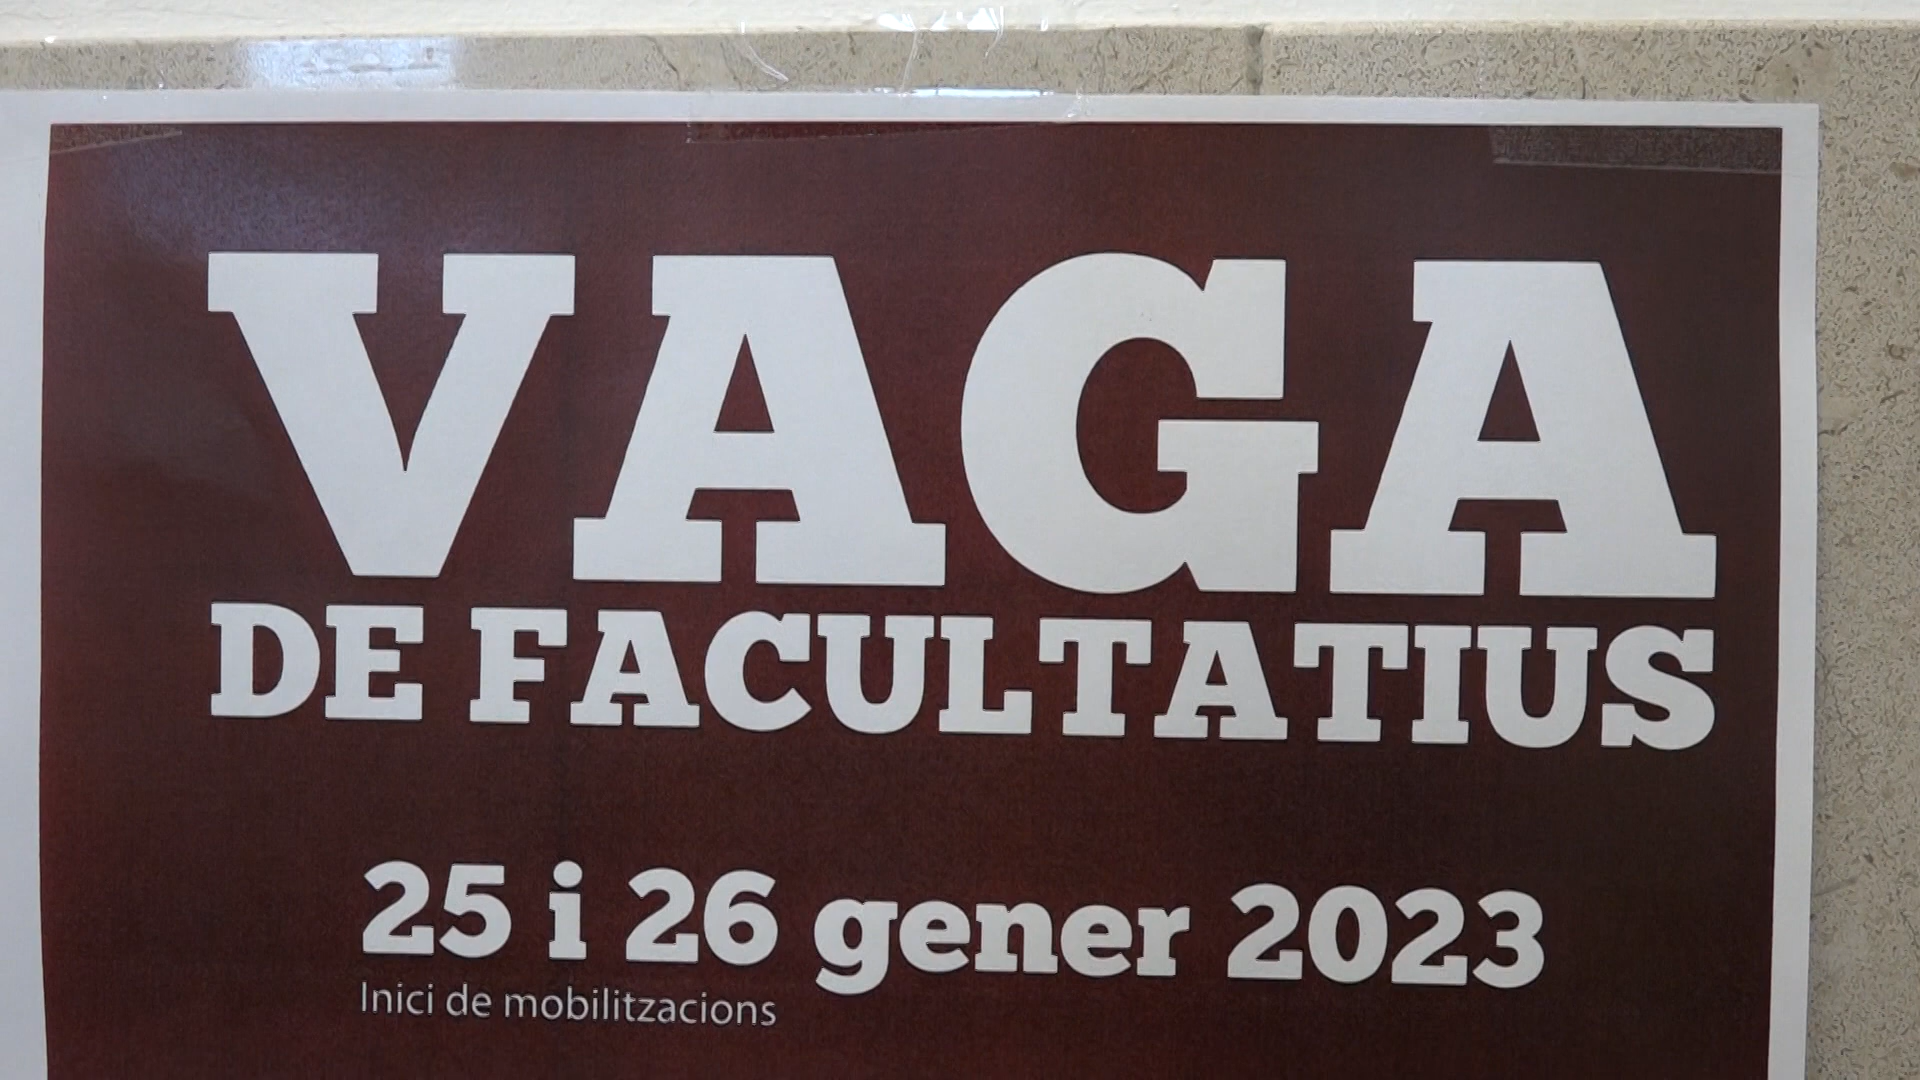 VAGA
DE FACULTATIUS
25 i 26 gener 2023
Inici de mobilitzacions